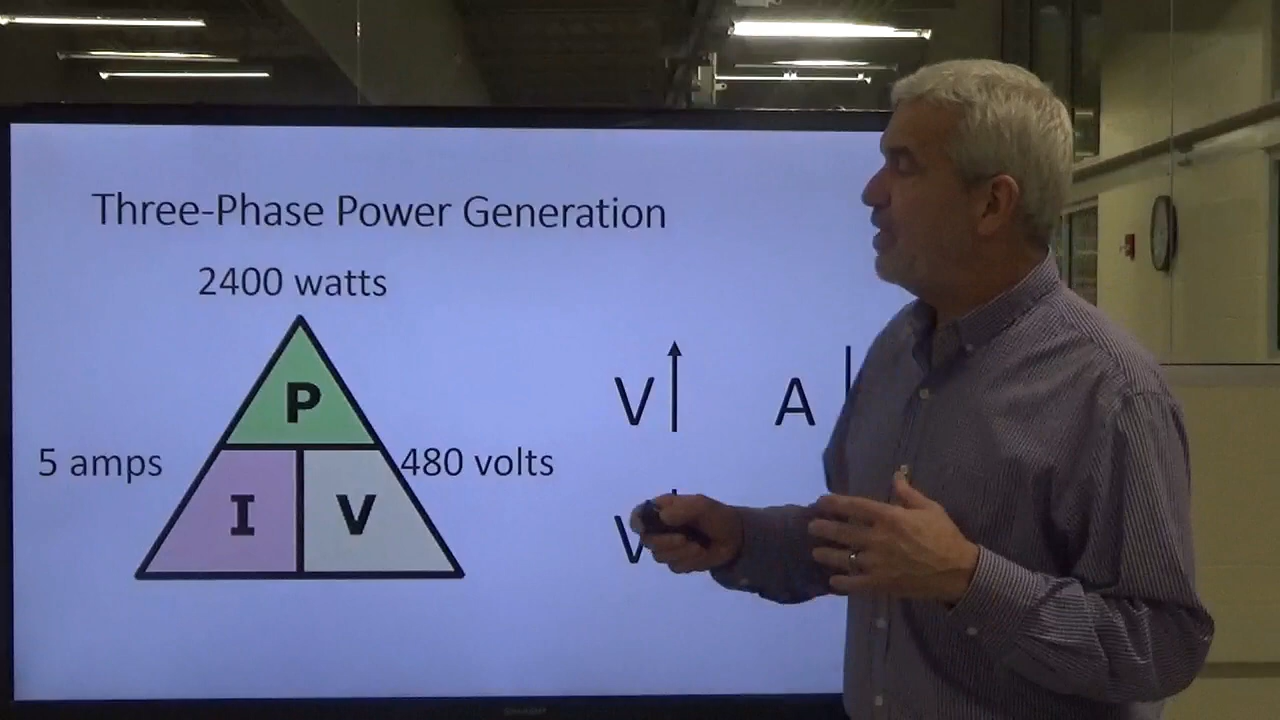 Three-Phase Power Generation
2400 watts
P
5 amps
480 volts
I
V
V
A
V